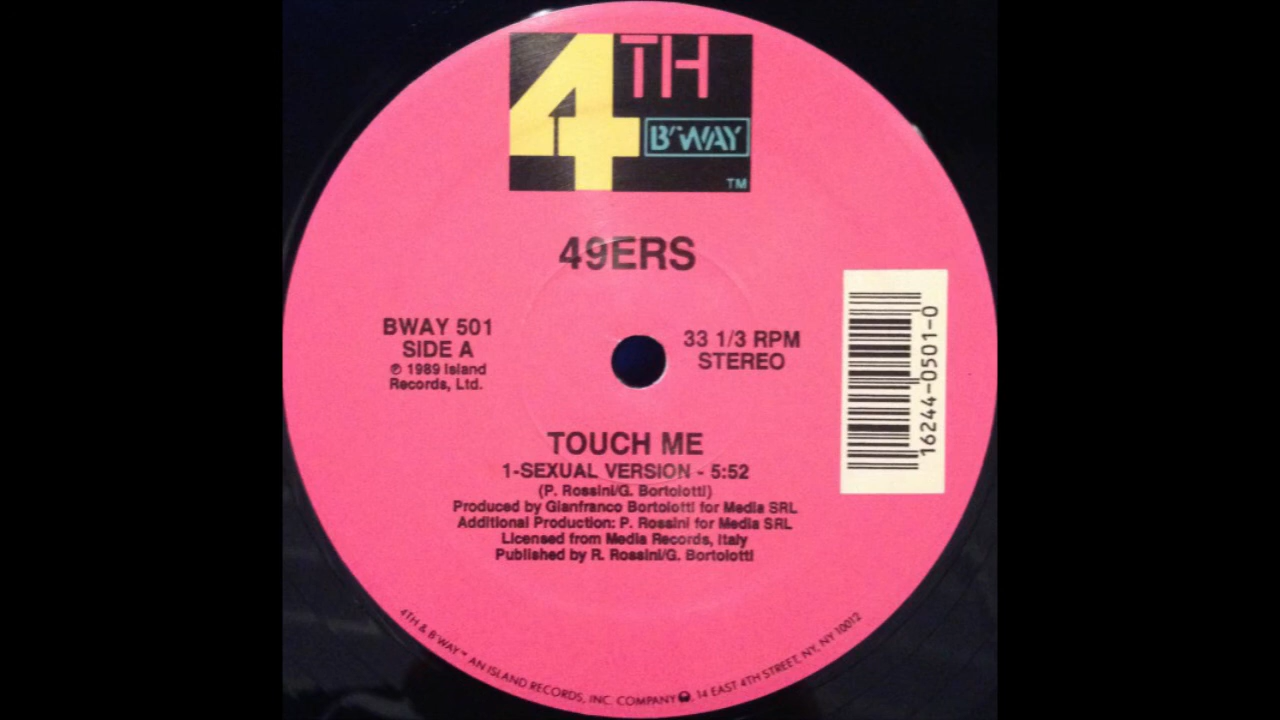 4TH
B'WAY
TM
49ERS
BWAY 501
SIDE A
℗ 1989 Island
Records, Ltd.
33 1/3 RPM
STEREO
16244-0501-0
TOUCH ME
1-SEXUAL VERSION - 5:52
(P. Rossini/G. Bortolotti)
Produced by Gianfranco Bortolotti for Media SRL
Additional Production: P. Rossini for Media SRL
Licensed from Media Records, Italy
Published by R. Rossini/G. Bortolotti
4TH & B'WAY™ AN ISLAND RECORDS, INC. COMPANY, 14 EAST 4TH STREET, NY, NY 10012